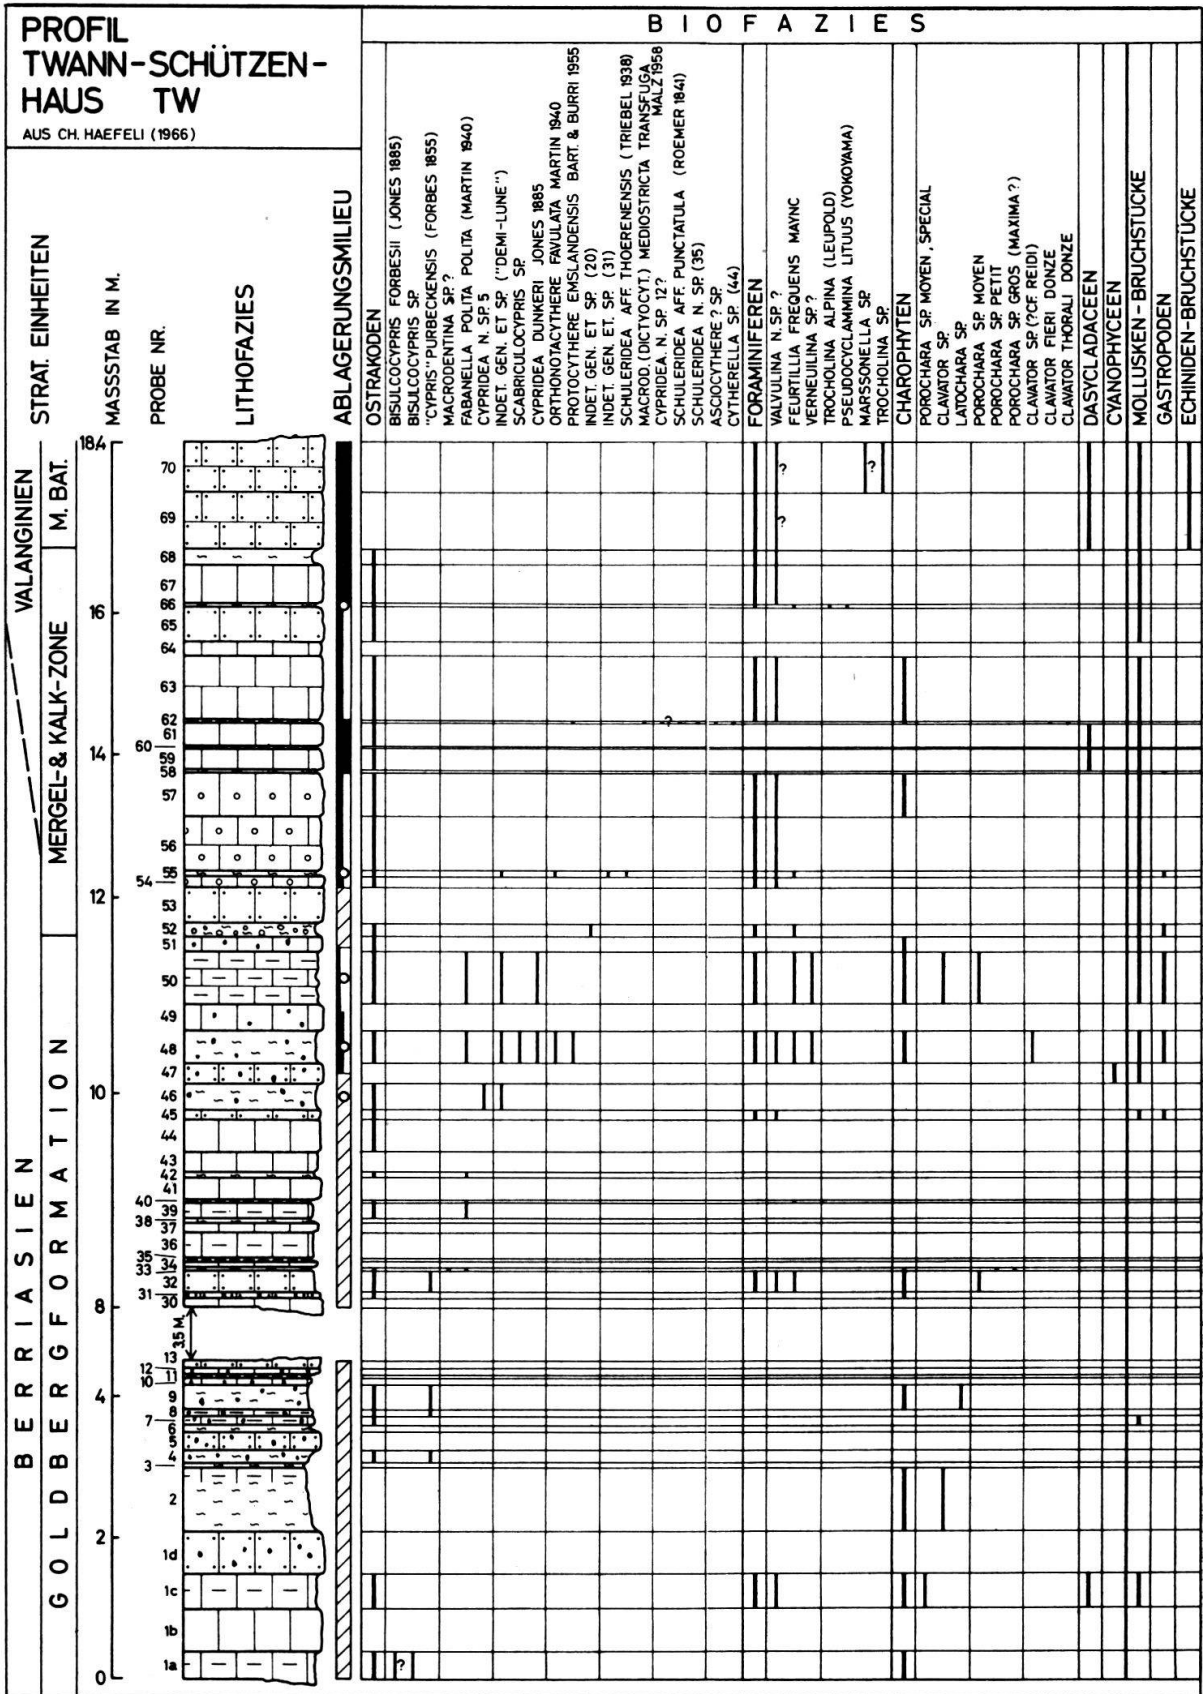 PROFIL
TWANN-SCHÜTZEN-
HAUS TW
AUS CH. HAEFELI (1966)
BIOFAZIES
STRAT. EINHEITEN
MASSSTAB IN M.
PROBE NR.
LITHOFAZIES
ABLAGERUNGSMILIEU
OSTRAKODEN
BISULCOCYPRIS FORBESII (JONES 1885)
BISULCOCYPRIS SP.
"CYPRIS" PURBECKENSIS (FORBES 1855)
MACRODENTINA SP.?
FABANELLA POLITA POLITA (MARTIN 1940)
CYPRIDEA N. SP. 5
INDET. GEN. ET SP. ("DEMI-LUNE")
SCABRICULOCYPRIS SP.
CYPRIDEA DUNKERI JONES 1885
ORTHONOTACYTHERE FAVULATA MARTIN 1940
PROTOCYTHERE EMSLANDENSIS BART. & BURRI 1955
INDET. GEN. ET SP. (20)
INDET. GEN. ET. SP. (31)
SCHULERIDEA AFF. THOERENENSIS (TRIEBEL 1938)
MACROD. (DICTYOCYT.) MEDIOSTRICTA TRANSFUGA
MALZ 1958
CYPRIDEA N. SP. 12?
SCHULERIDEA AFF. PUNCTATULA (ROEMER 1841)
SCHULERIDEA N. SP. (35)
ASCIOCYTHERE? SP.
CYTHERELLA SP. (44)
FORAMINIFEREN
VALVULINA N. SP.?
FEURTILLIA FREQUENS MAYNC
VERNEUILINA SP.?
TROCHOLINA ALPINA (LEUPOLD)
PSEUDOCYCLAMMINA LITUUS (YOKOYAMA)
MARSSONELLA SP.
TROCHOLINA SP.
CHAROPHYTEN
POROCHARA SP. MOYEN, SPECIAL
CLAVATOR SP.
LATOCHARA SP.
POROCHARA SP. MOYEN
POROCHARA SP. PETIT
POROCHARA SP. GROS (MAXIMA?)
CLAVATOR SP. (?CF. REIDI)
CLAVATOR FIERI DONZE
CLAVATOR THORALI DONZE
DASYCLADACEEN
CYANOPHYCEEN
MOLLUSKEN-BRUCHSTÜCKE
GASTROPODEN
ECHNIDEN-BRUCHSTÜCKE
VALANGINIEN
M. BAT.
MERGEL-& KALK-ZONE
BERRIASIEN
GOLDBERGFORMATION
18,4
16
14
12
10
8
3,5 M.
4
2
0
70
69
68
67
66
65
64
63
62
61
60
59
58
57
56
55
54
53
52
51
50
49
48
47
46
45
44
43
42
41
40
39
38
37
36
35
34
33
32
31
30
13
12
11
10
9
8
7
6
5
4
3
2
1d
1c
1b
1a
?
?
?
?
?